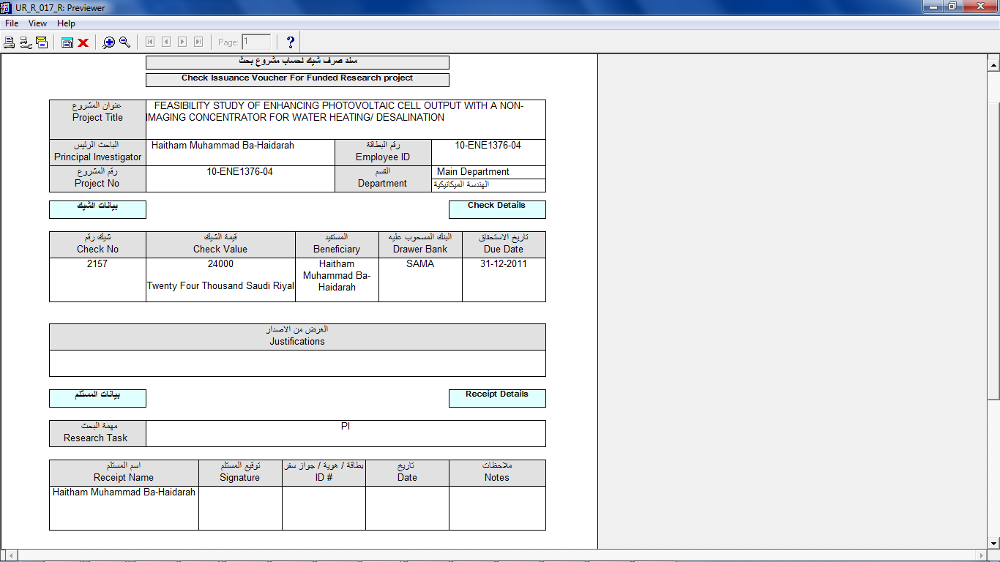 UR_R_017_R: Previewer
File View Help
Page: 1
سند صرف شيك لحساب مشروع بحث
Check Issuance Voucher For Funded Research project
عنوان المشروع
Project Title
FEASIBILITY STUDY OF ENHANCING PHOTOVOLTAIC CELL OUTPUT WITH A NON-
IMAGING CONCENTRATOR FOR WATER HEATING/ DESALINATION
الباحث الرئيس
Principal Investigator
Haitham Muhammad Ba-Haidarah
رقم البطاقة
Employee ID
10-ENE1376-04
رقم المشروع
Project No
10-ENE1376-04
القسم
Department
Main Department
الهندسة الميكانيكية
بيانات الشيك
Check Details
شيك رقم
Check No
قيمة الشيك
Check Value
المستفيد
Beneficiary
البنك المسحوب عليه
Drawer Bank
تاريخ الاستحقاق
Due Date
2157
24000
Twenty Four Thousand Saudi Riyal
Haitham
Muhammad Ba-
Haidarah
SAMA
31-12-2011
الغرض من الاصدار
Justifications
بيانات المستلم
Receipt Details
مهمة البحث
Research Task
PI
اسم المستلم
Receipt Name
توقيع المستلم
Signature
بطاقة / هوية / جواز سفر
ID #
تاريخ
Date
ملاحظات
Notes
Haitham Muhammad Ba-Haidarah